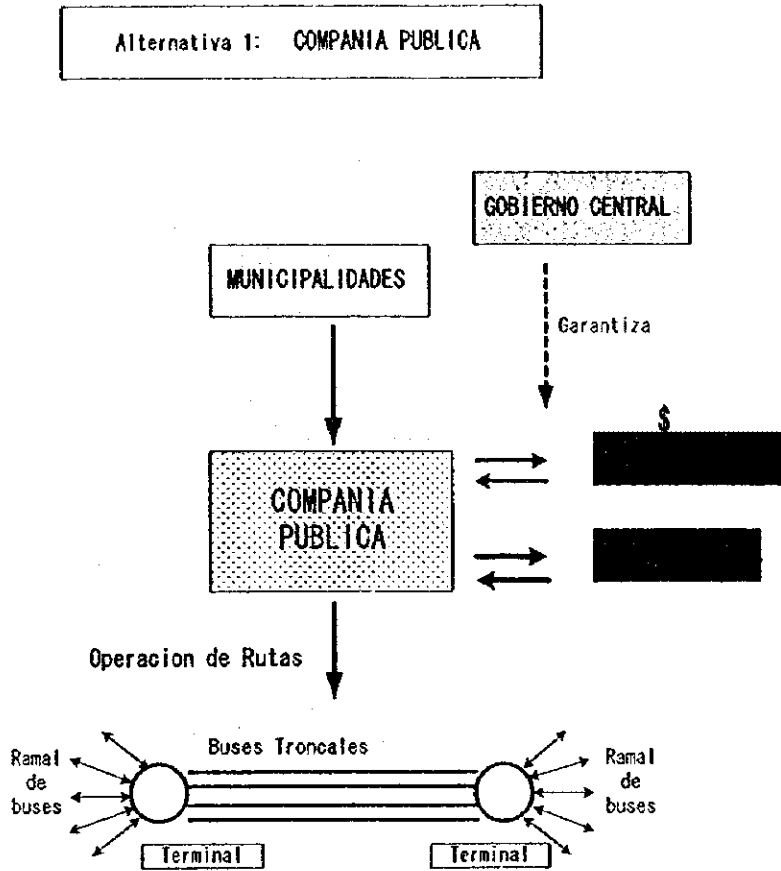 Alternativa 1: COMPANIA PUBLICA
GOBIERNO CENTRAL
MUNICIPALIDADES
Garantiza
$
COMPANIA
PUBLICA
Operacion de Rutas
Buses Troncales
Ramal
de
buses
Ramal
de
buses
Terminal
Terminal